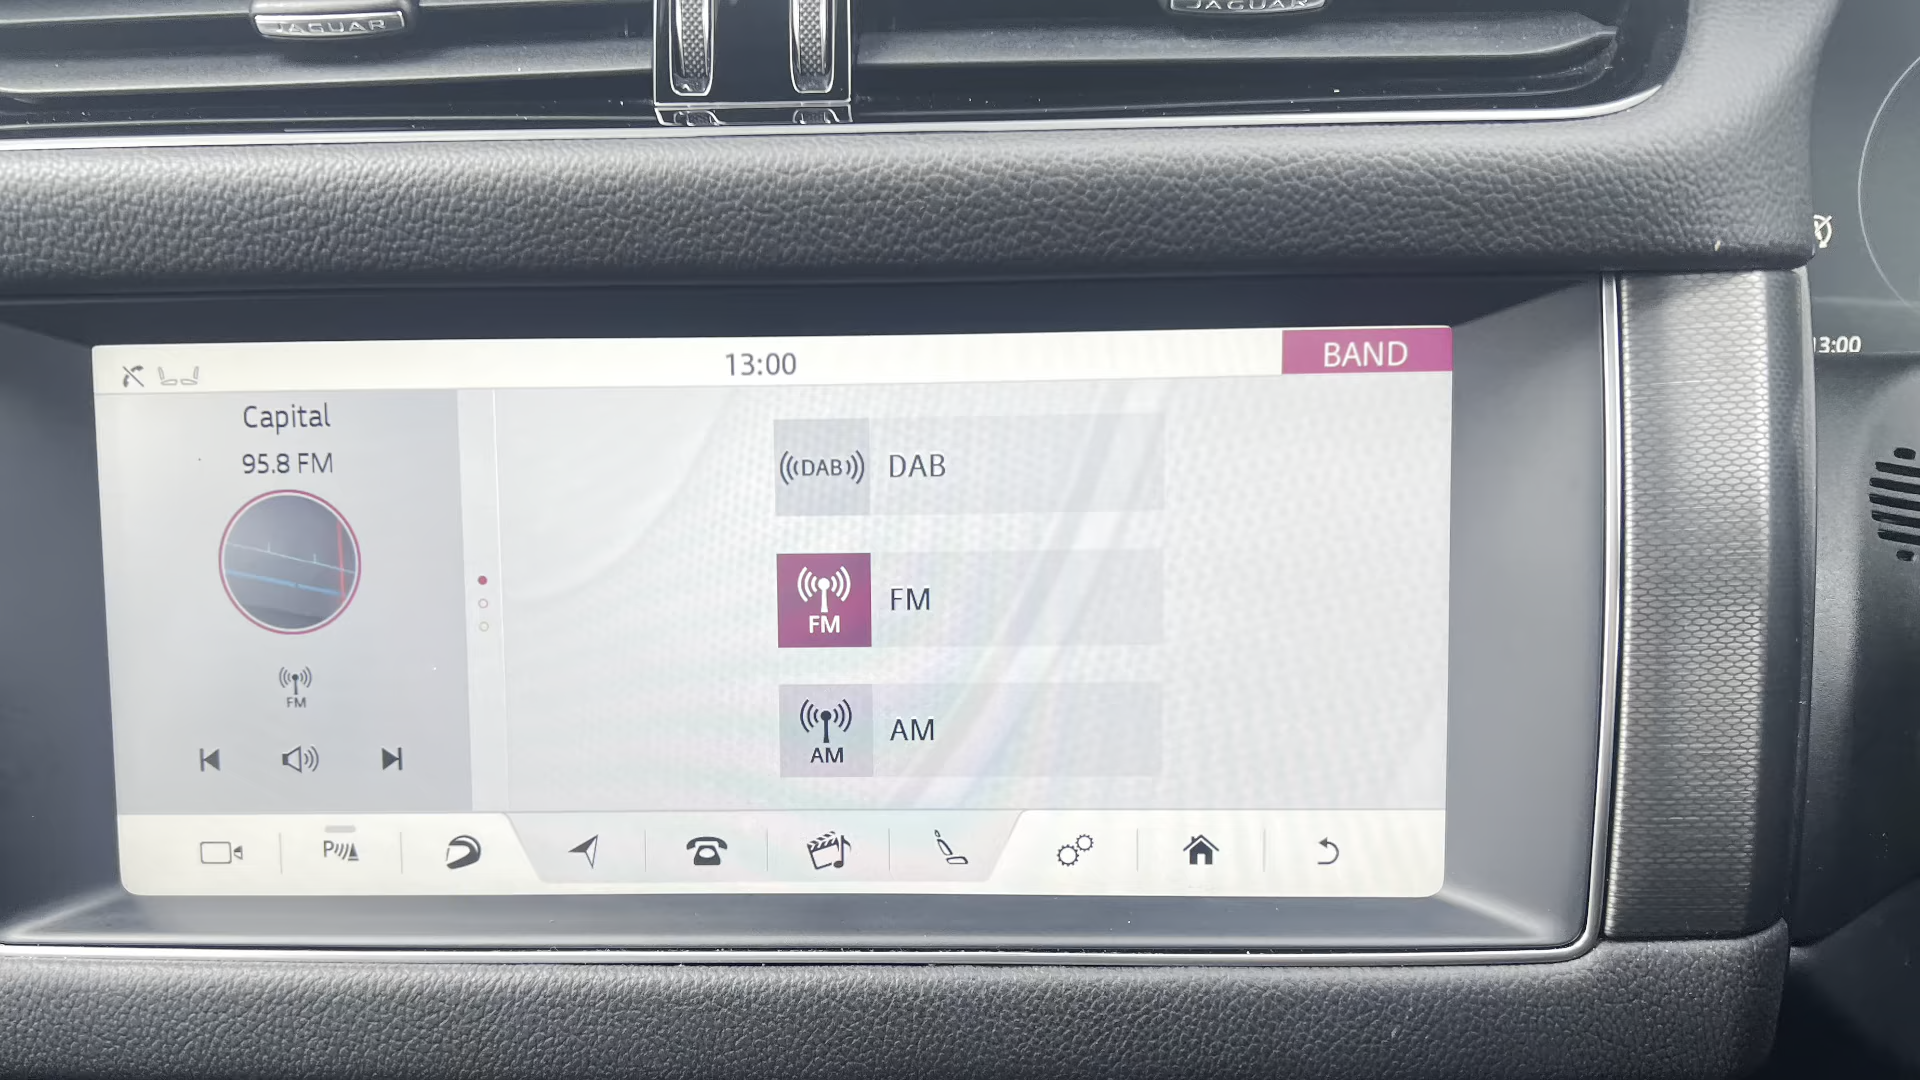 JAGUAR
JAGUAR
13:00
BAND
13:00
Capital
95.8 FM
FM
DAB
DAB
FM
FM
AM
AM
P